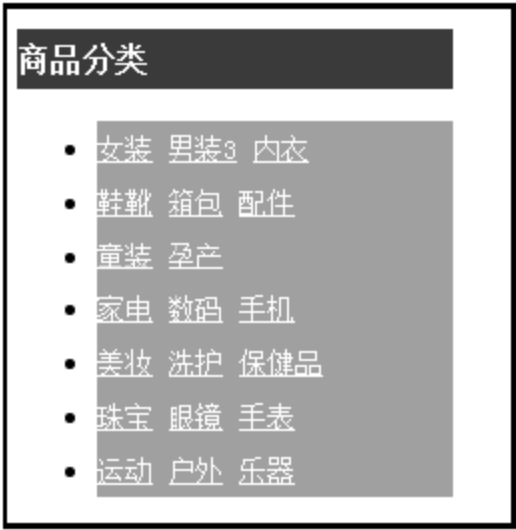 商品分类
女装 男装3 内衣
鞋靴 箱包 配件
童装 孕产
家电 数码 手机
美妆 洗护 保健品
珠宝 眼镜 手表
运动 户外 乐器